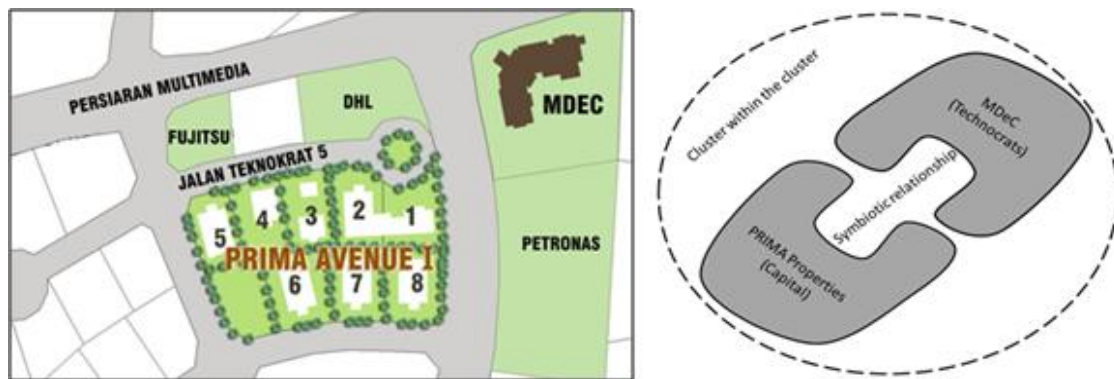 PERSIARAN MULTIMEDIA
DHL
FUJITSU
MDEC
JALAN TEKNOKRAT 5
5
4
3
2
1
PRIMA AVENUE I
6
7
8
PETRONAS
Cluster within the cluster
MDeC
(Technocrats)
Symbiotic relationship
PRIMA Properties
(Capital)